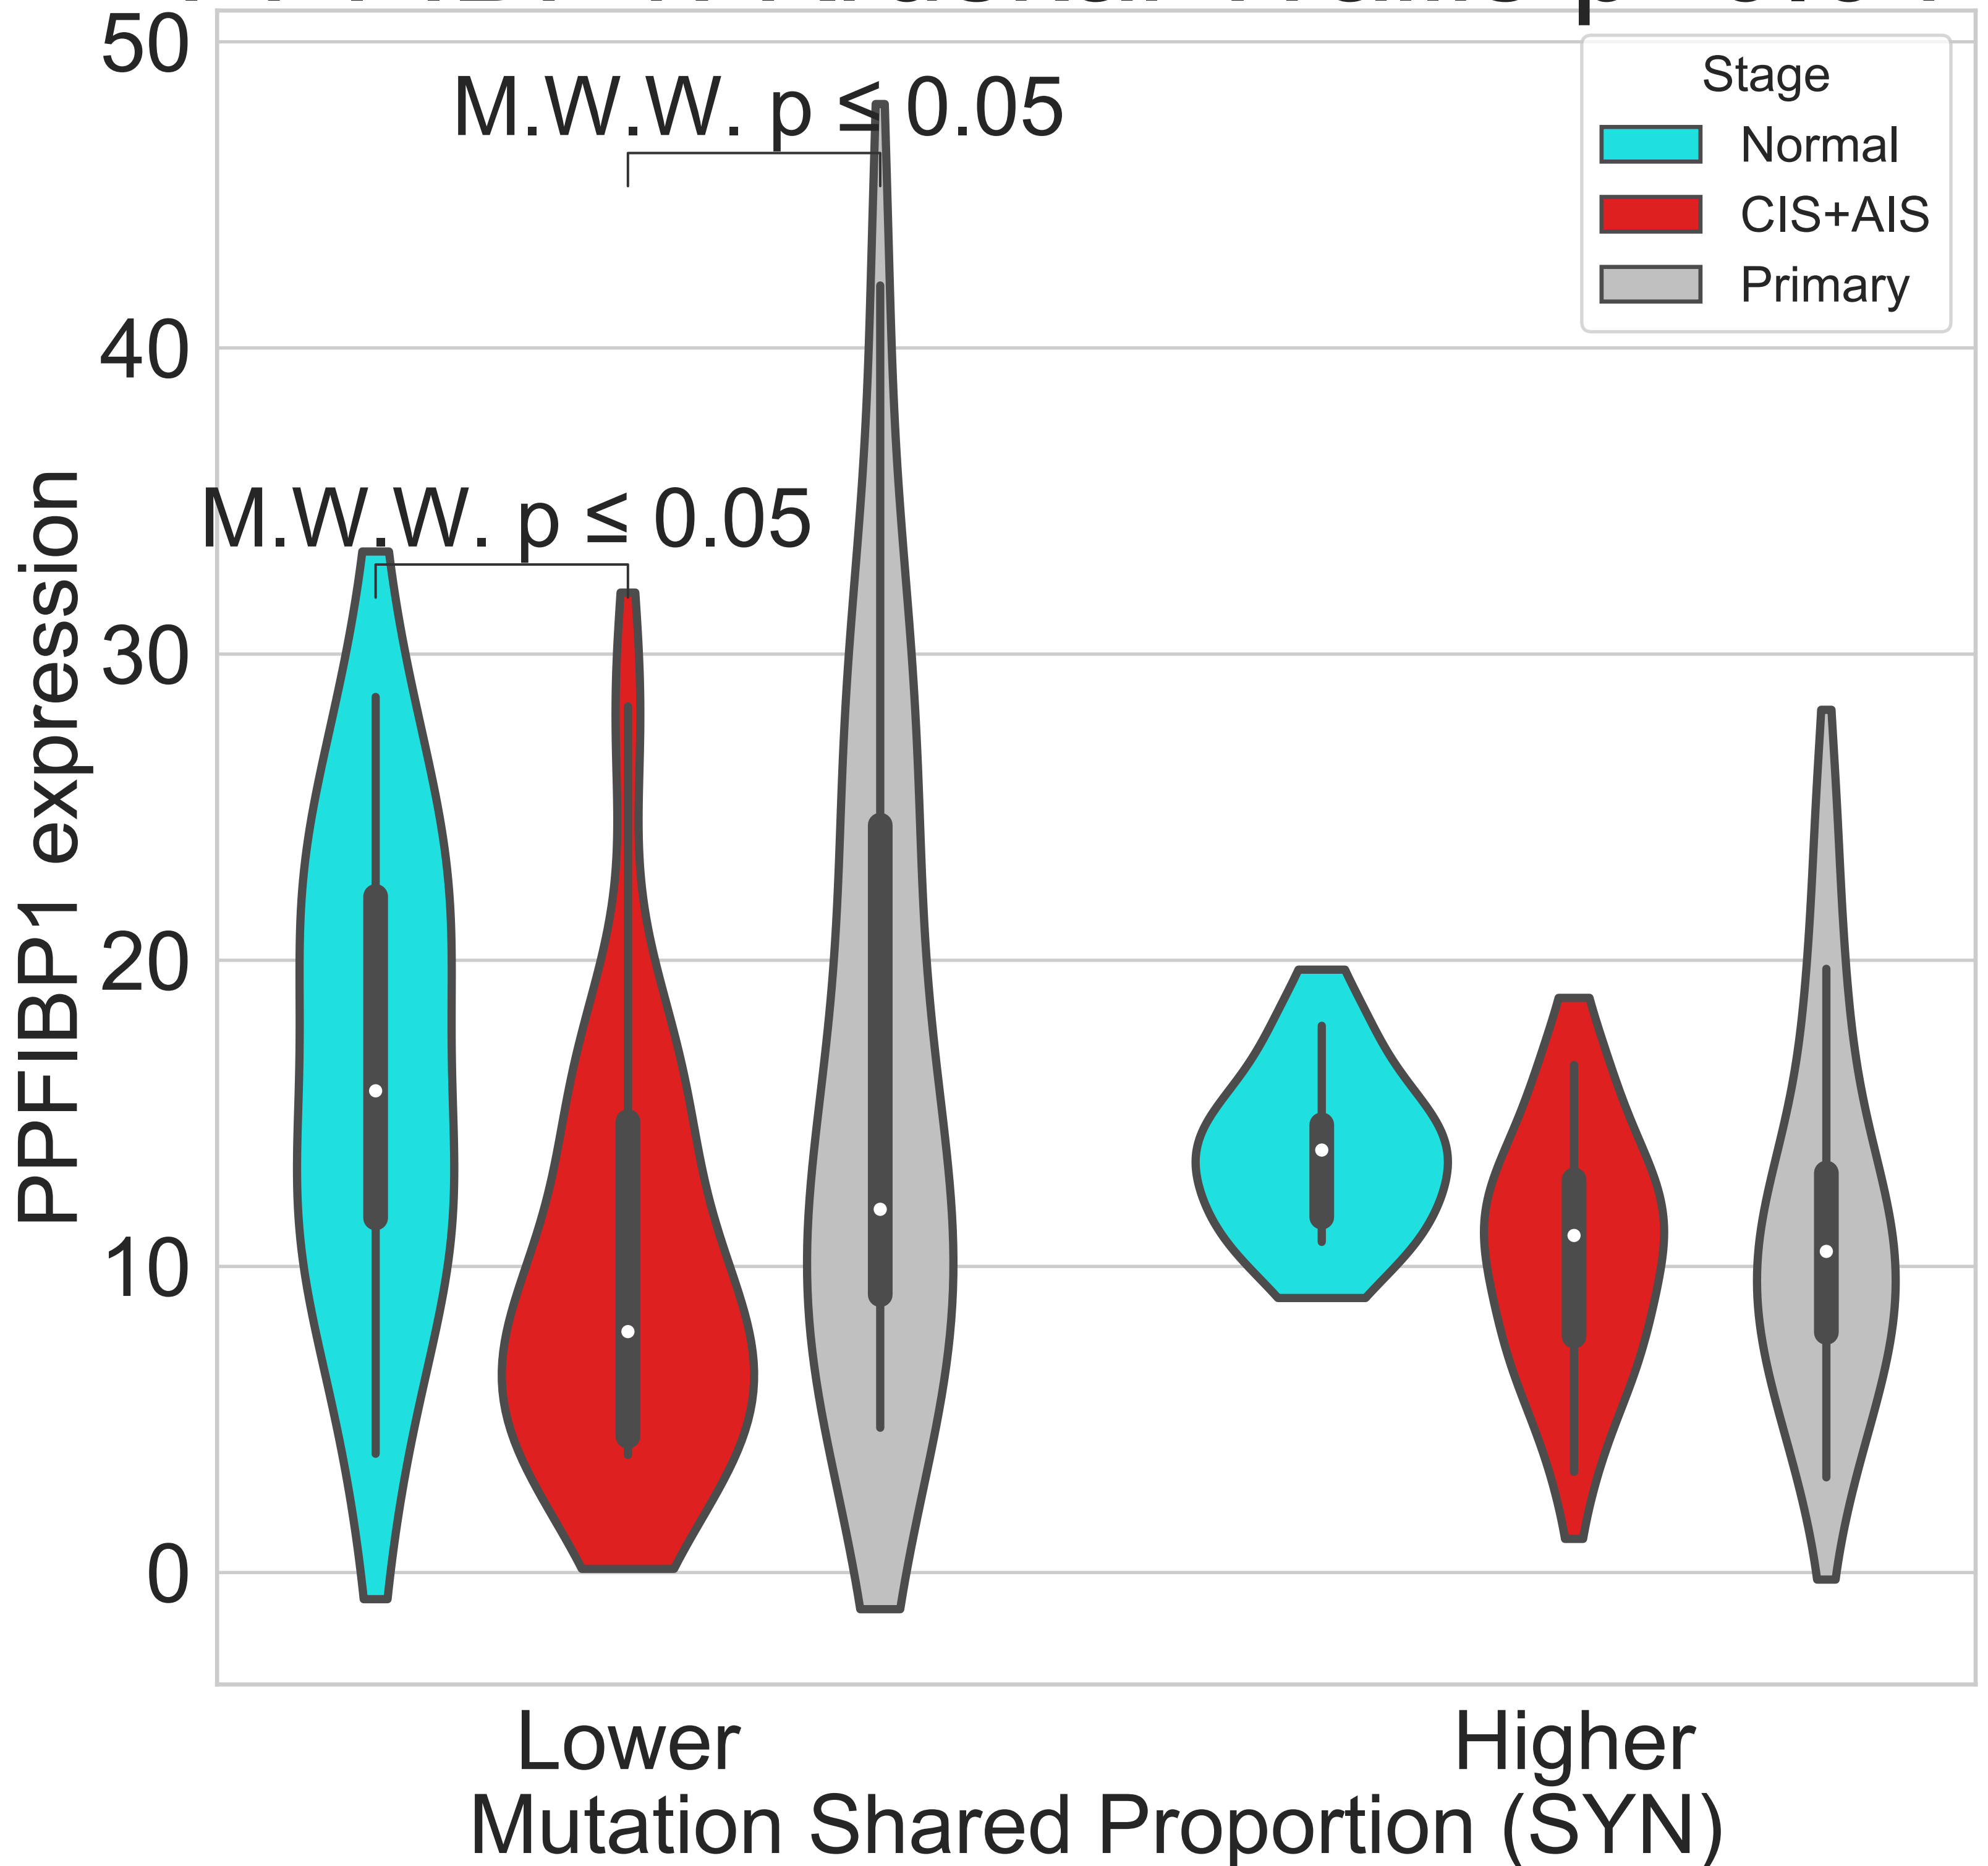 50
M.W.W. p ≤ 0.05
Stage
Normal
CIS+AIS
Primary
40
M.W.W. p ≤ 0.05
30
20
10
0
PPFIBP1 expression
Lower
Higher
Mutation Shared Proportion (SYN)